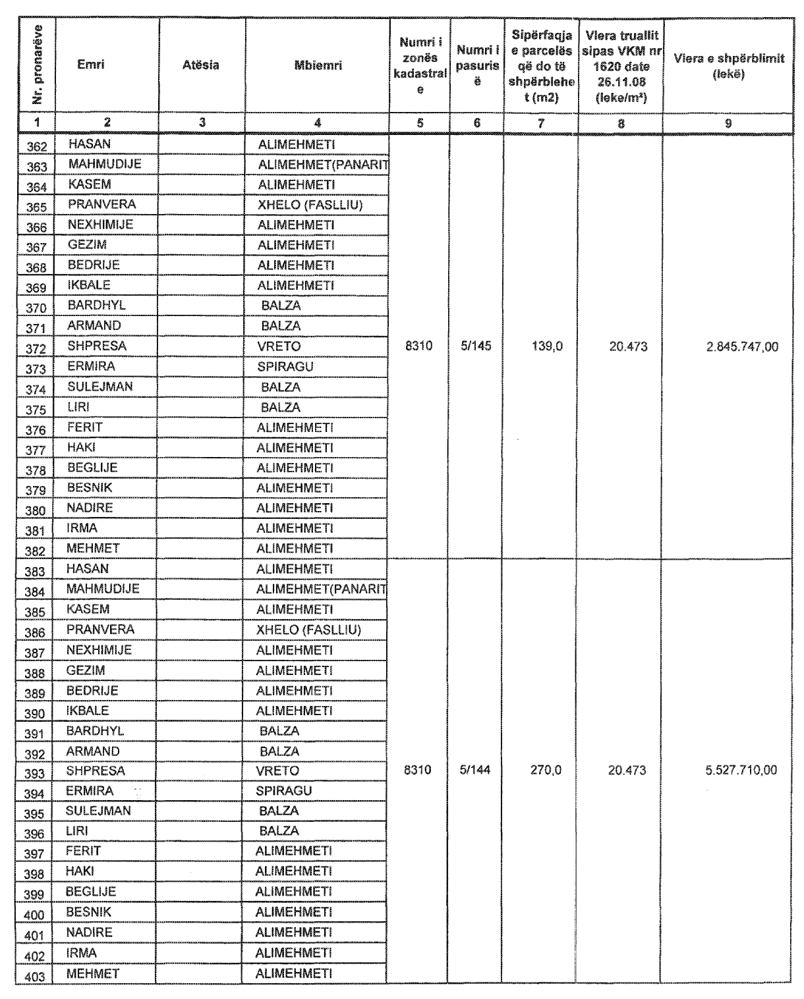 Nr. pronarëve
Emri
Atësia
Mbiemri
Numri i zonës kadastral e
Numri i pasuris ë
Sipërfaqja e parcelës që do të shpërblehe t (m2)
Vlera truallit sipas VKM nr 1620 date 26.11.08 (leke/m²)
Vlera e shpërblimit (lekë)
1 2 3 4 5 6 7 8 9
362 HASAN ALIMEHMETI
363 MAHMUDIJE ALIMEHMET(PANARIT
364 KASEM ALIMEHMETI
365 PRANVERA XHELO (FASLLIU)
366 NEXHIMIJE ALIMEHMETI
367 GEZIM ALIMEHMETI
368 BEDRIJE ALIMEHMETI
369 IKBALE ALIMEHMETI
370 BARDHYL BALZA
371 ARMAND BALZA
372 SHPRESA VRETO 8310 5/145 139,0 20.473 2.845.747,00
373 ERMIRA SPIRAGU
374 SULEJMAN BALZA
375 LIRI BALZA
376 FERIT ALIMEHMETI
377 HAKI ALIMEHMETI
378 BEGLIJE ALIMEHMETI
379 BESNIK ALIMEHMETI
380 NADIRE ALIMEHMETI
381 IRMA ALIMEHMETI
382 MEHMET ALIMEHMETI
383 HASAN ALIMEHMETI
384 MAHMUDIJE ALIMEHMET(PANARIT
385 KASEM ALIMEHMETI
386 PRANVERA XHELO (FASLLIU)
387 NEXHIMIJE ALIMEHMETI
388 GEZIM ALIMEHMETI
389 BEDRIJE ALIMEHMETI
390 IKBALE ALIMEHMETI
391 BARDHYL BALZA
392 ARMAND BALZA
393 SHPRESA VRETO 8310 5/144 270,0 20.473 5.527.710,00
394 ERMIRA SPIRAGU
395 SULEJMAN BALZA
396 LIRI BALZA
397 FERIT ALIMEHMETI
398 HAKI ALIMEHMETI
399 BEGLIJE ALIMEHMETI
400 BESNIK ALIMEHMETI
401 NADIRE ALIMEHMETI
402 IRMA ALIMEHMETI
403 MEHMET ALIMEHMETI